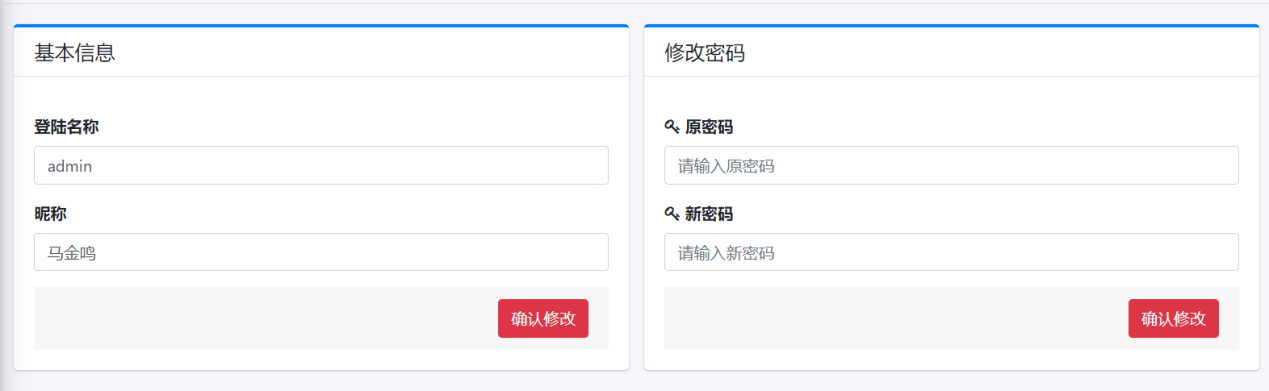 基本信息
登陆名称
admin
昵称
马金鸣
确认修改
修改密码
原密码
请输入原密码
新密码
请输入新密码
确认修改